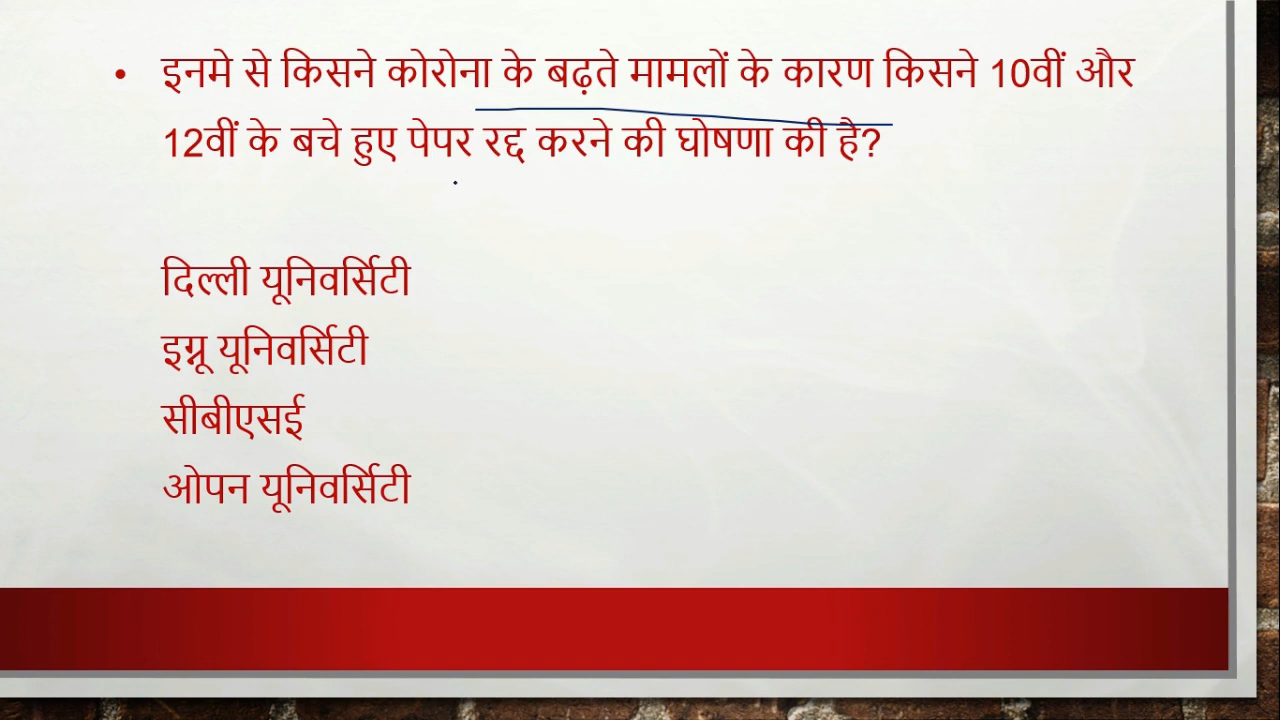 • इनमे से किसने कोरोना के बढ़ते मामलों के कारण किसने 10वीं और
12वीं के बचे हुए पेपर रद्द करने की घोषणा की है?
दिल्ली यूनिवर्सिटी
इग्नू यूनिवर्सिटी
सीबीएसई
ओपन यूनिवर्सिटी